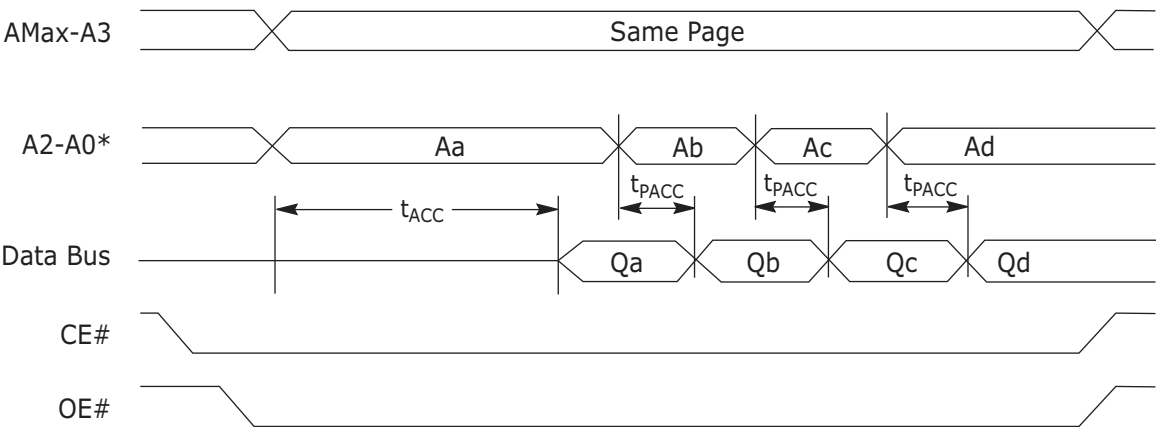 AMax-A3 Same Page
A2-A0* Aa Ab Ac Ad
tACC tPACC tPACC tPACC
Data Bus Qa Qb Qc Qd
CE#
OE#